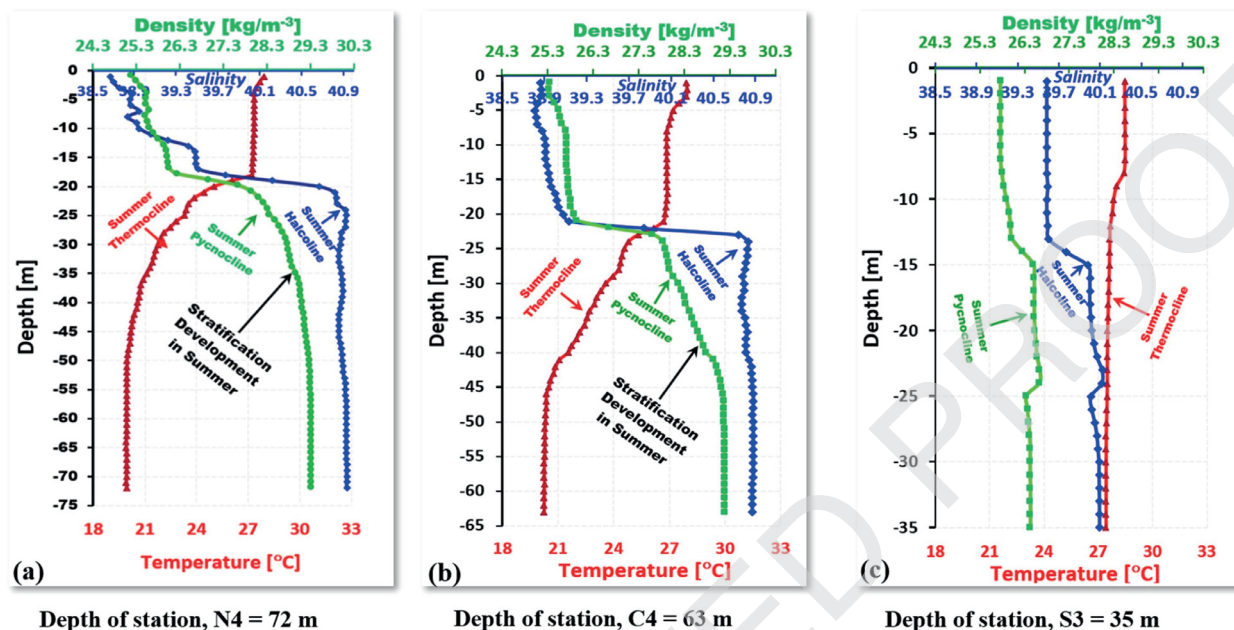 Density [kg/m⁻³]
24.3 25.3 26.3 27.3 28.3 29.3 30.3
Salinity
38.5 38.9 39.3 39.7 40.1 40.5 40.9
0
-5
-10
-15
-20
-25
-30
-35
-40
-45
-50
-55
-60
-65
-70
-75
Depth [m]
Summer
Thermocline
Summer
Pycnocline
Summer
Halcoline
Stratification
Development
in Summer
18 21 24 27 30 33
Temperature [°C]
(a)
Depth of station, N4 = 72 m
Density [kg/m⁻³]
24.3 25.3 26.3 27.3 28.3 29.3 30.3
Salinity
38.5 38.9 39.3 39.7 40.1 40.5 40.9
0
-5
-10
-15
-20
-25
-30
-35
-40
-45
-50
-55
-60
-65
Depth [m]
Summer
Thermocline
Summer
Pycnocline
Summer
Halcoline
Stratification
Development
in Summer
18 21 24 27 30 33
Temperature [°C]
(b)
Depth of station, C4 = 63 m
Density [kg/m⁻³]
24.3 25.3 26.3 27.3 28.3 29.3 30.3
Salinity
38.5 38.9 39.3 39.7 40.1 40.5 40.9
0
-5
-10
-15
-20
-25
-30
-35
Depth [m]
Summer
Pycnocline
Summer
Halcoline
Summer
Thermocline
18 21 24 27 30 33
Temperature [°C]
(c)
Depth of station, S3 = 35 m
PROO